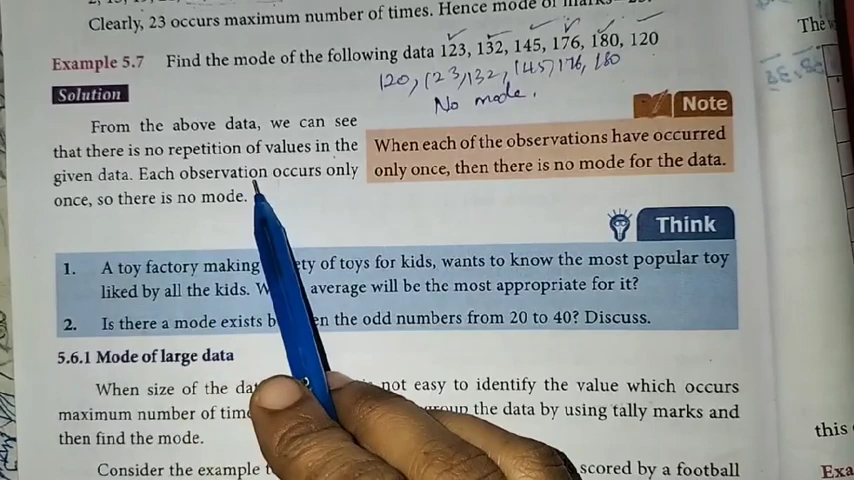 Clearly, 23 occurs maximum number of times. Hence mode of marks
The
Example 5.7 Find the mode of the following data 123, 132, 145, 176, 180, 120
120, 123, 132, 145, 176, 180
No mode.
Solution
Note
From the above data, we can see
that there is no repetition of values in the
given data. Each observation occurs only
once, so there is no mode.
When each of the observations have occurred
only once, then there is no mode for the data.
Think
1. A toy factory making ty of toys for kids, wants to know the most popular toy
liked by all the kids. W average will be the most appropriate for it?
2. Is there a mode exists b en the odd numbers from 20 to 40? Discuss.
5.6.1 Mode of large data
When size of the da not easy to identify the value which occurs
maximum number of tim group the data by using tally marks and
then find the mode.
this
Consider the example scored by a football
Exa